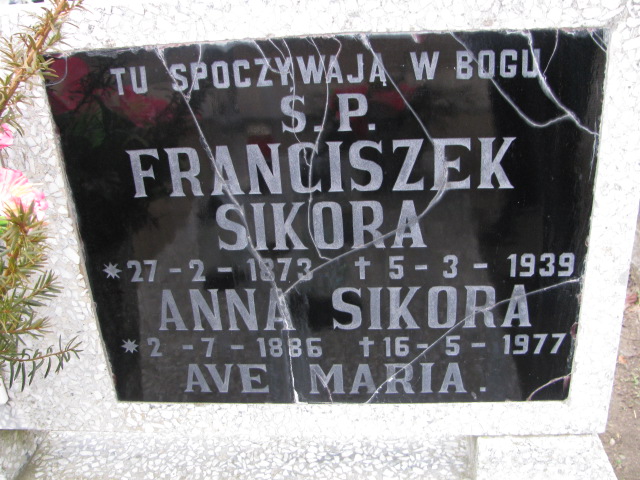 TU SPOCZYWAJĄ W BOGU
Ś.P.
FRANCISZEK
SIKORA
* 27-2-1873 † 5-3-1939
ANNA SIKORA
* 2-7-1886 † 16-5-1977
AVE MARIA.